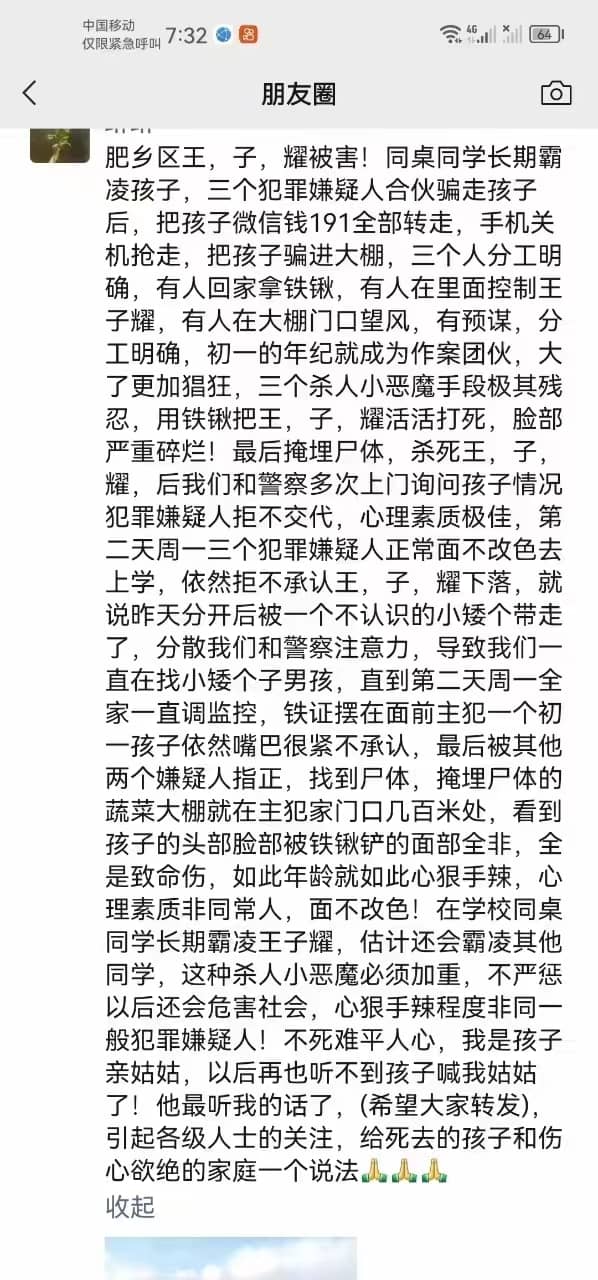 中国移动
仅限紧急呼叫 7:32 4G 64
朋友圈
肥乡区王，子，耀被害！同桌同学长期霸
凌孩子，三个犯罪嫌疑人合伙骗走孩子
后，把孩子微信钱191全部转走，手机关
机抢走，把孩子骗进大棚，三个人分工明
确，有人回家拿铁锹，有人在里面控制王
子耀，有人在大棚门口望风，有预谋，分
工明确，初一的年纪就成为作案团伙，大
了更加猖狂，三个杀人小恶魔手段极其残
忍，用铁锹把王，子，耀活活打死，脸部
严重碎烂！最后掩埋尸体，杀死王，子，
耀，后我们和警察多次上门询问孩子情况
犯罪嫌疑人拒不交代，心理素质极佳，第
二天周一三个犯罪嫌疑人正常面不改色去
上学，依然拒不承认王，子，耀下落，就
说昨天分开后被一个不认识的小矮个带走
了，分散我们和警察注意力，导致我们一
直在找小矮个子男孩，直到第二天周一全
家一直调监控，铁证摆在面前主犯一个初
一孩子依然嘴巴很紧不承认，最后被其他
两个嫌疑人指正，找到尸体，掩埋尸体的
蔬菜大棚就在主犯家门口几百米处，看到
孩子的头部脸部被铁锹铲的面部全非，全
是致命伤，如此年龄就如此心狠手辣，心
理素质非同常人，面不改色！在学校同桌
同学长期霸凌王子耀，估计还会霸凌其他
同学，这种杀人小恶魔必须加重，不严惩
以后还会危害社会，心狠手辣程度非同一
般犯罪嫌疑人！不死难平人心，我是孩子
亲姑姑，以后再也听不到孩子喊我姑姑
了！他最听我的话了，(希望大家转发)，
引起各级人士的关注，给死去的孩子和伤
心欲绝的家庭一个说法🙏🙏🙏
收起